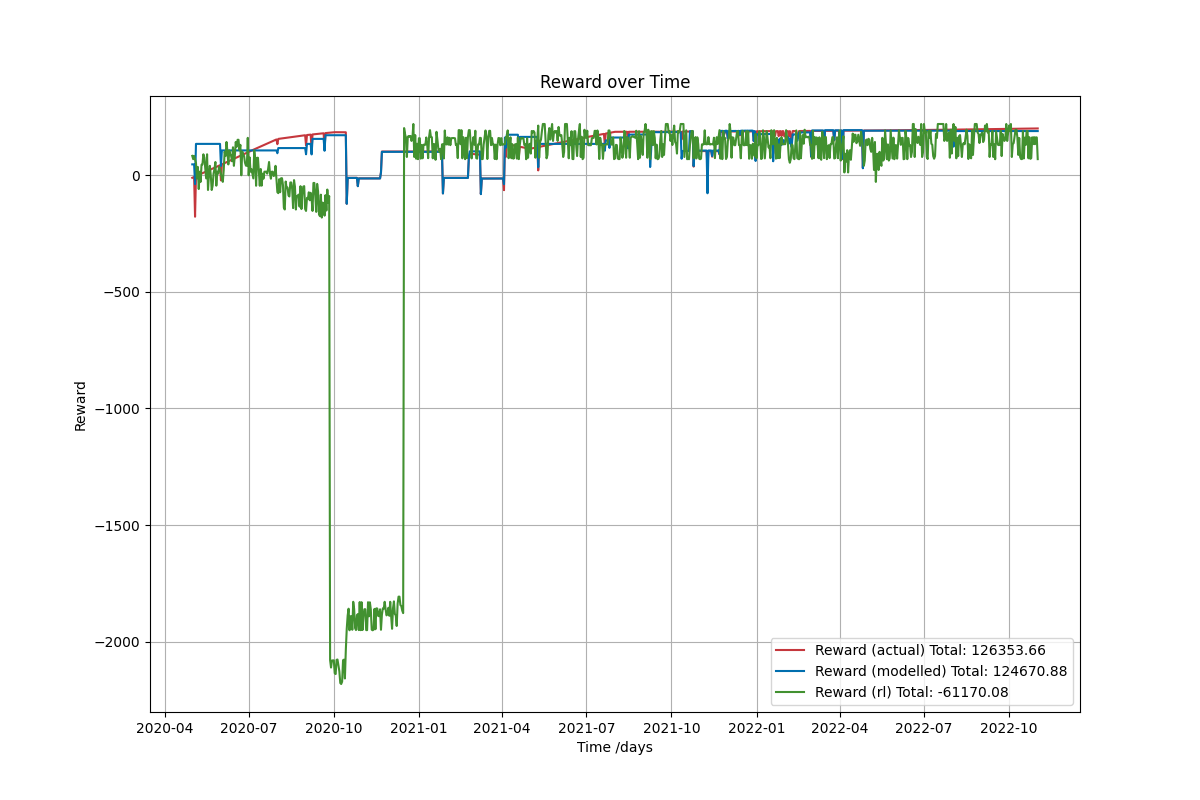 Reward over Time
Reward
0
−500
−1000
−1500
−2000
2020-04 2020-07 2020-10 2021-01 2021-04 2021-07 2021-10 2022-01 2022-04 2022-07 2022-10
Time /days
Reward (actual) Total: 126353.66
Reward (modelled) Total: 124670.88
Reward (rl) Total: -61170.08